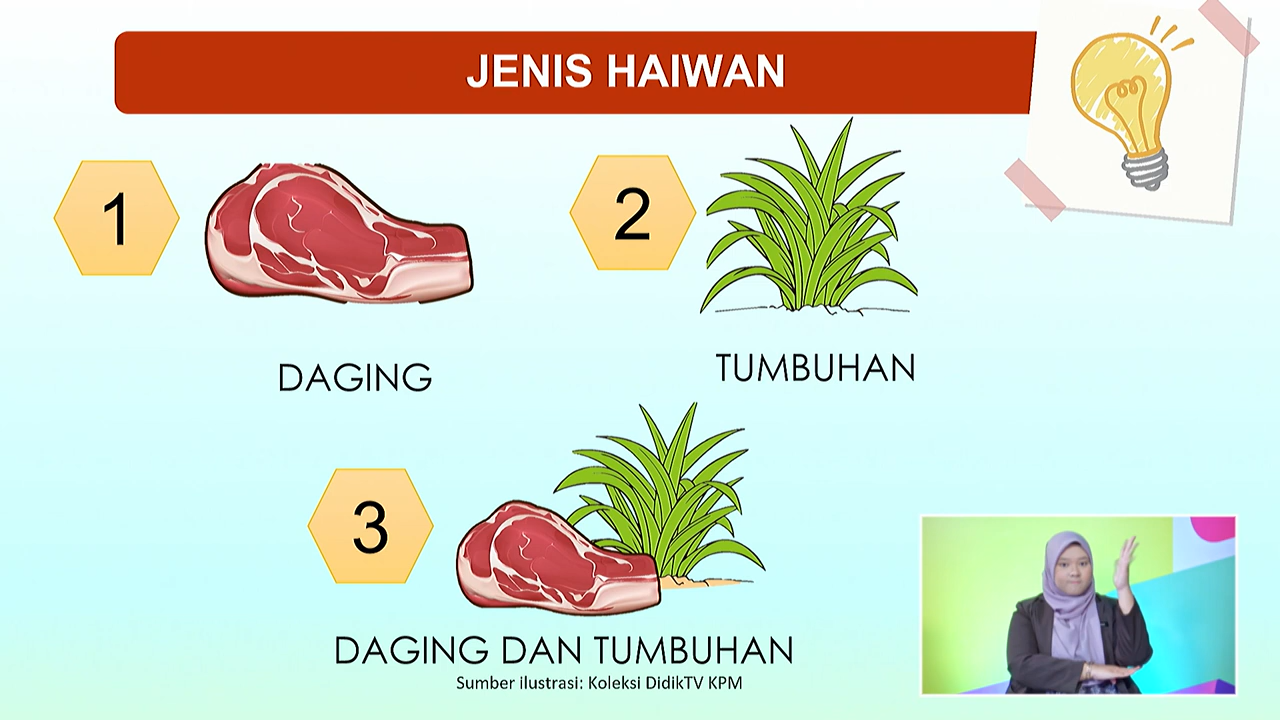 JENIS HAIWAN
1
2
DAGING
TUMBUHAN
3
DAGING DAN TUMBUHAN
Sumber ilustrasi: Koleksi DidikTV KPM